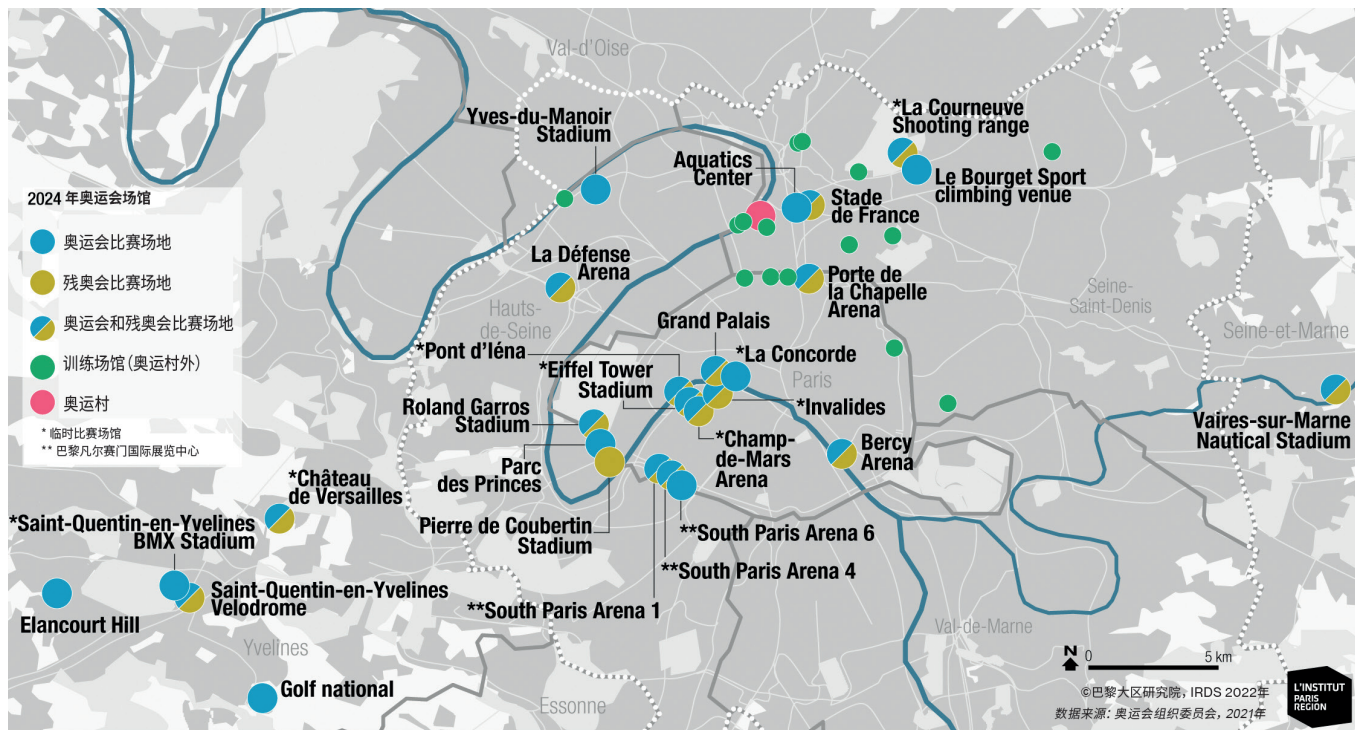 Val-d'Oise
*La Courneuve
Shooting range
Yves-du-Manoir
Stadium
Aquatics
Center
Le Bourget Sport
climbing venue
2024 年奥运会场馆
奥运会比赛场地
残奥会比赛场地
奥运会和残奥会比赛场地
训练场馆(奥运村外)
奥运村
* 临时比赛场馆
** 巴黎凡尔赛门国际展览中心
Stade
de France
La Défense
Arena
Porte de
la Chapelle
Arena
Hauts-
de-Seine
Seine-
Saint-Denis
Seine-et-Marne
Grand Palais
*Pont d'Iéna
*La Concorde
*Eiffel Tower
Stadium
Paris
*Invalides
Roland Garros
Stadium
Vaires-sur-Marne
Nautical Stadium
*Champ-
de-Mars
Arena
Bercy
Arena
Parc
des Princes
*Château
de Versailles
Pierre de Coubertin
Stadium
*Saint-Quentin-en-Yvelines
BMX Stadium
**South Paris Arena 6
**South Paris Arena 4
**South Paris Arena 1
Saint-Quentin-en-Yvelines
Velodrome
Elancourt Hill
Yvelines
Val-de-Marne
Golf national
Essonne
N
0 5 km
©巴黎大区研究院, IRDS 2022年
数据来源: 奥运会组织委员会, 2021年
L'INSTITUT
PARIS
REGION